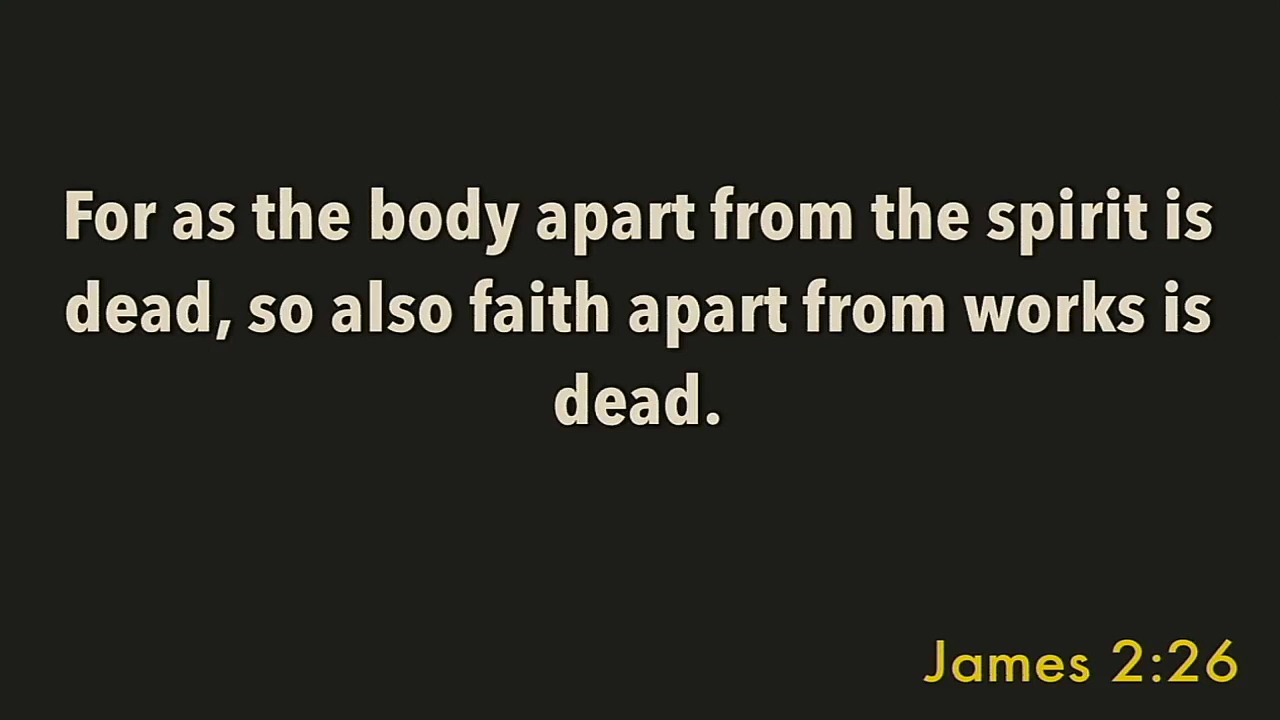 For as the body apart from the spirit is
dead, so also faith apart from works is
dead.
James 2:26